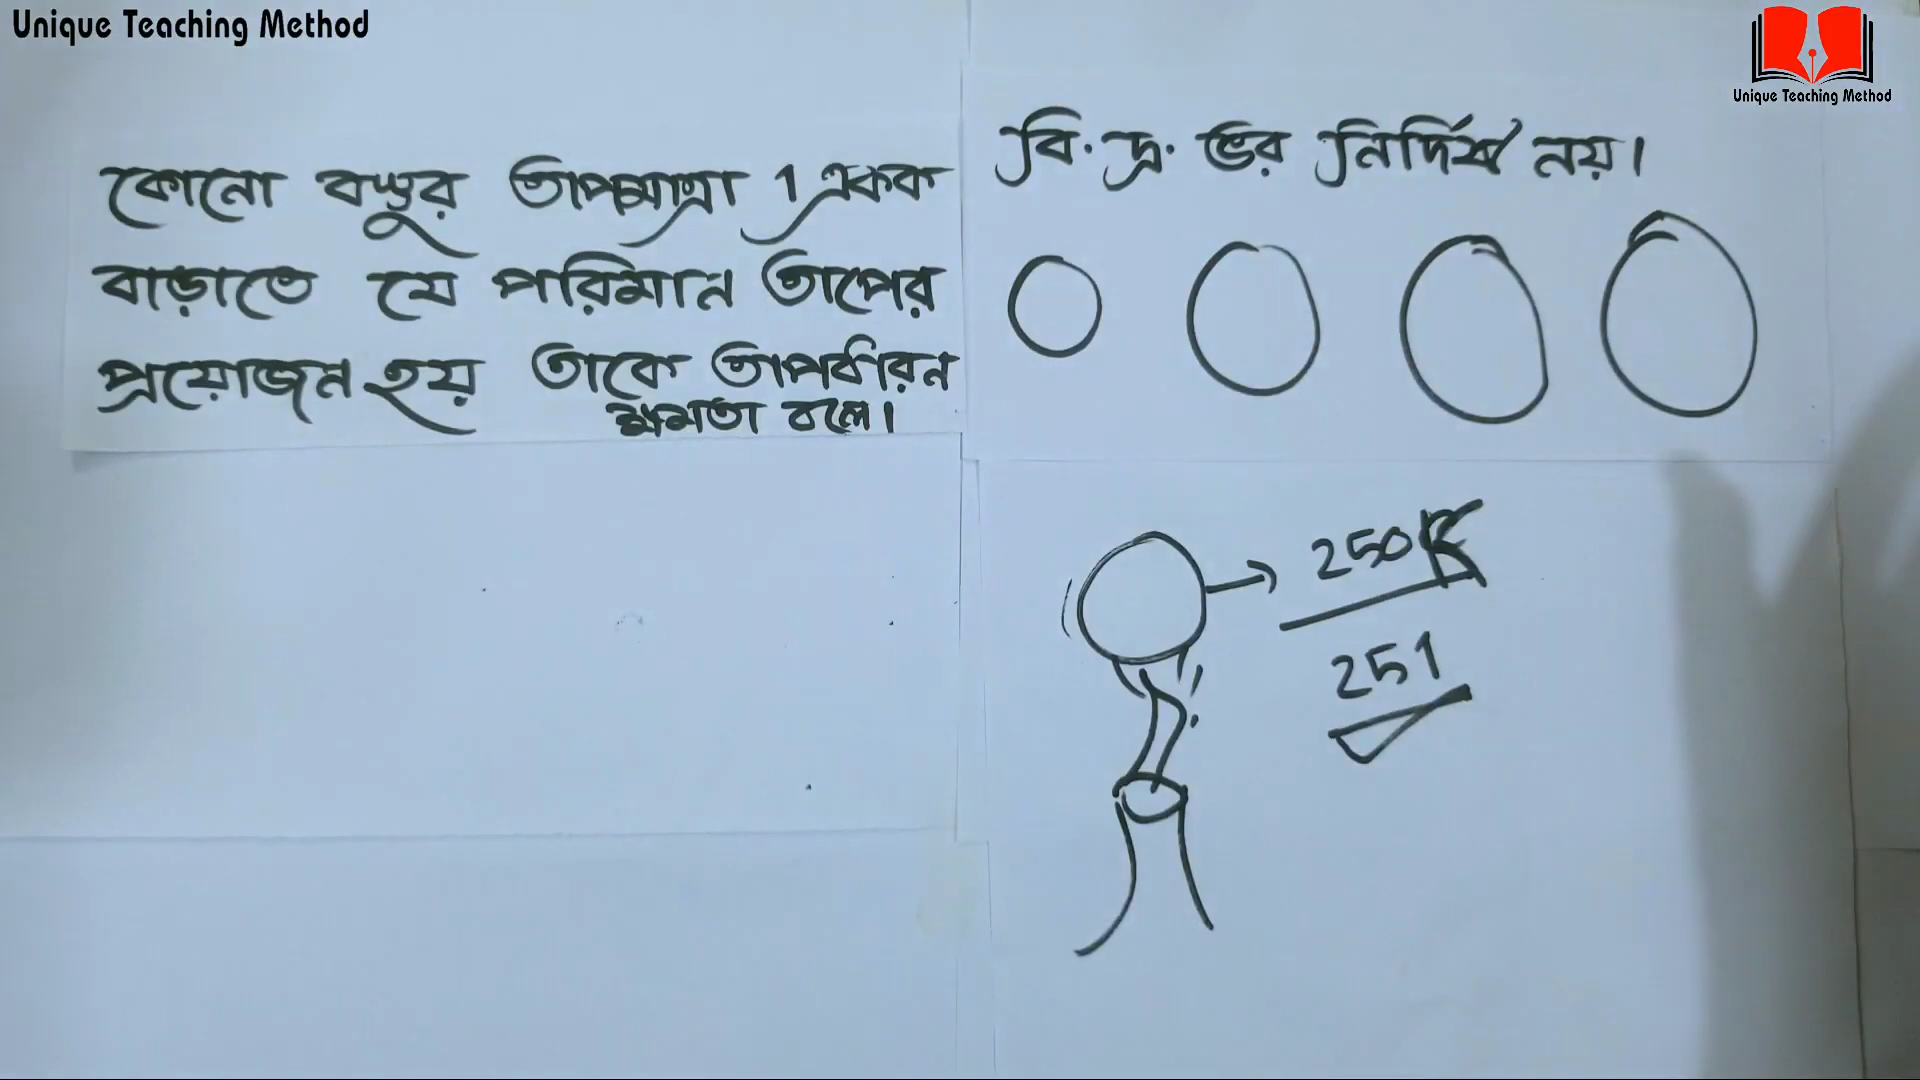 Unique Teaching Method
Unique Teaching Method
কোনো বস্তুর তাপমাত্রা 1 একক
বাড়াতে যে পরিমান তাপের
প্রয়োজন হয় তাকে তাপধারন
ক্ষমতা বলে।
বি. দ্র. ভর নির্দিষ্ট নয়।
250K
251